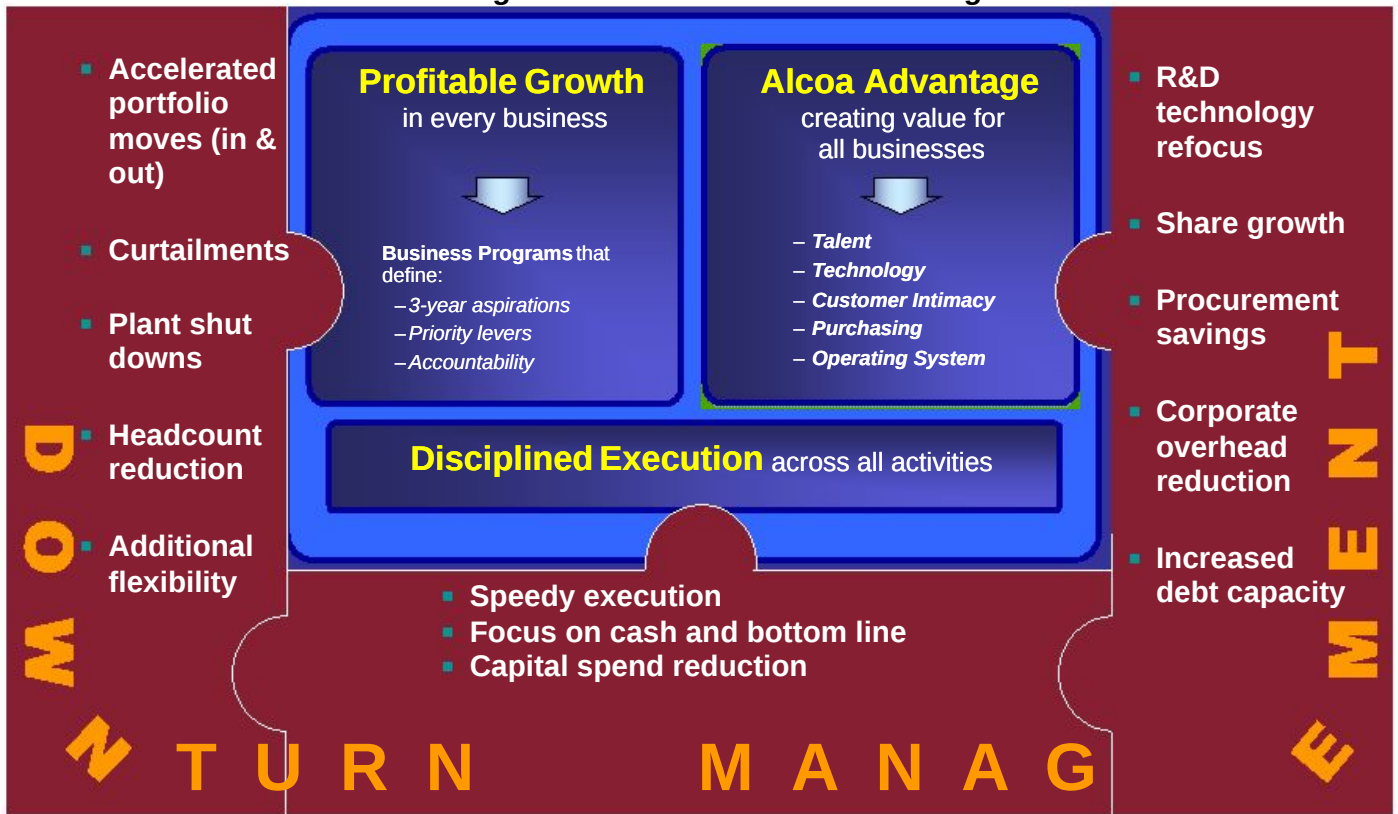 Accelerated
portfolio
moves (in &
out)
Curtailments
Plant shut
downs
Headcount
reduction
Additional
flexibility
Profitable Growth
in every business
Business Programs that
define:
–3-year aspirations
–Priority levers
–Accountability
Alcoa Advantage
creating value for
all businesses
– Talent
– Technology
– Customer Intimacy
– Purchasing
– Operating System
Disciplined Execution across all activities
R&D
technology
refocus
Share growth
Procurement
savings
Corporate
overhead
reduction
Increased
debt capacity
Speedy execution
Focus on cash and bottom line
Capital spend reduction
D O W N T U R N M A N A G E M E N T